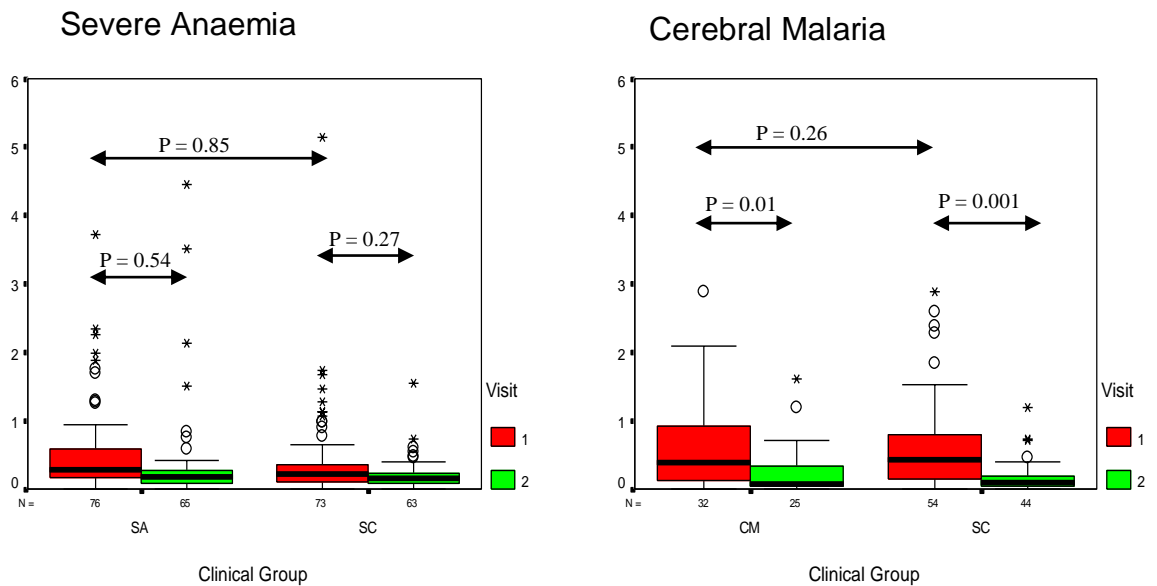 Severe Anaemia
6
5
4
3
2
1
0
P = 0.85
P = 0.54
P = 0.27
N = 76 65 73 63
SA SC
Clinical Group
Visit
1
2
Cerebral Malaria
6
5
4
3
2
1
0
P = 0.26
P = 0.01
P = 0.001
N = 32 25 54 44
CM SC
Clinical Group
Visit
1
2